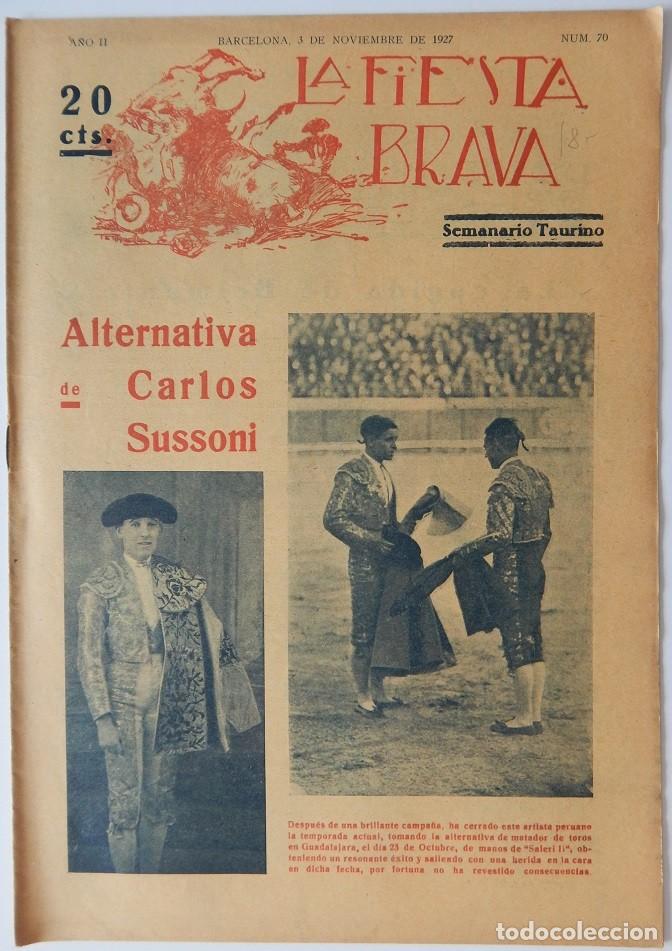 AÑO II
BARCELONA, 3 DE NOVIEMBRE DE 1927
NUM. 70
20
cts.
LA FIESTA
BRAVA
Semanario Taurino
Alternativa
de Carlos
Sussoni
Después de una brillante campaña, ha cerrado este artista peruano
la temporada actual, tomando la alternativa de matador de toros
en Guadalajara, el día 23 de Octubre, de manos de "Saleri II", ob-
teniendo un resonante éxito y saliendo con una herida en la cara
en dicha fecha, por fortuna no ha revestido consecuencias.
todocoleccion